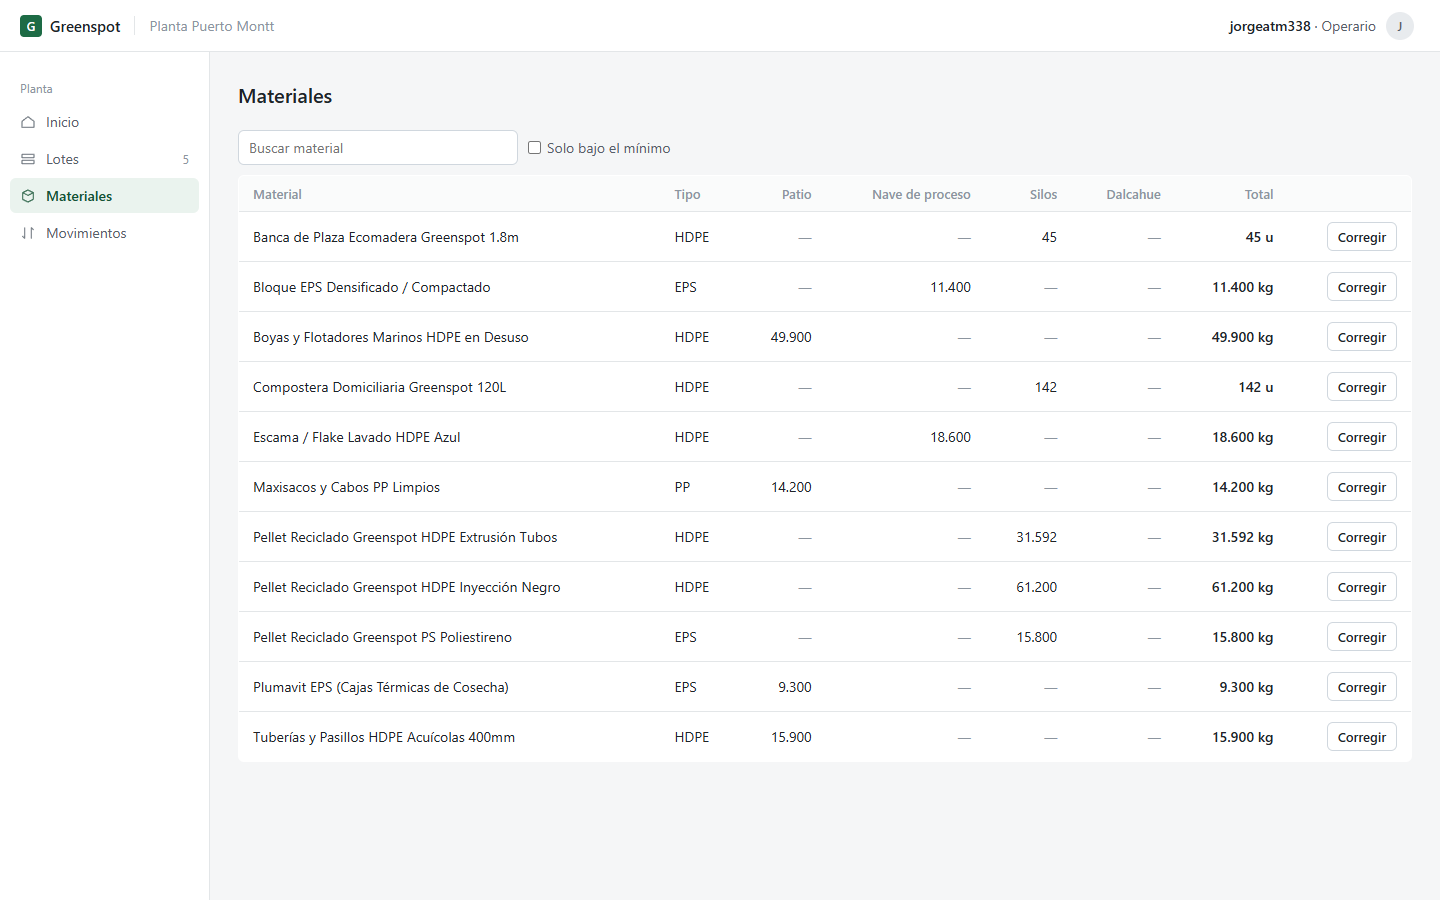 G Greenspot Planta Puerto Montt jorgeatm338 · Operario J
Planta
Inicio
Lotes 5
Materiales
Movimientos
Materiales
Buscar material Solo bajo el mínimo
Material Tipo Patio Nave de proceso Silos Dalcahue Total
Banca de Plaza Ecomadera Greenspot 1.8m HDPE — — 45 — 45 u Corregir
Bloque EPS Densificado / Compactado EPS — 11.400 — — 11.400 kg Corregir
Boyas y Flotadores Marinos HDPE en Desuso HDPE 49.900 — — — 49.900 kg Corregir
Compostera Domiciliaria Greenspot 120L HDPE — — 142 — 142 u Corregir
Escama / Flake Lavado HDPE Azul HDPE — 18.600 — — 18.600 kg Corregir
Maxisacos y Cabos PP Limpios PP 14.200 — — — 14.200 kg Corregir
Pellet Reciclado Greenspot HDPE Extrusión Tubos HDPE — — 31.592 — 31.592 kg Corregir
Pellet Reciclado Greenspot HDPE Inyección Negro HDPE — — 61.200 — 61.200 kg Corregir
Pellet Reciclado Greenspot PS Poliestireno EPS — — 15.800 — 15.800 kg Corregir
Plumavit EPS (Cajas Térmicas de Cosecha) EPS 9.300 — — — 9.300 kg Corregir
Tuberías y Pasillos HDPE Acuícolas 400mm HDPE 15.900 — — — 15.900 kg Corregir